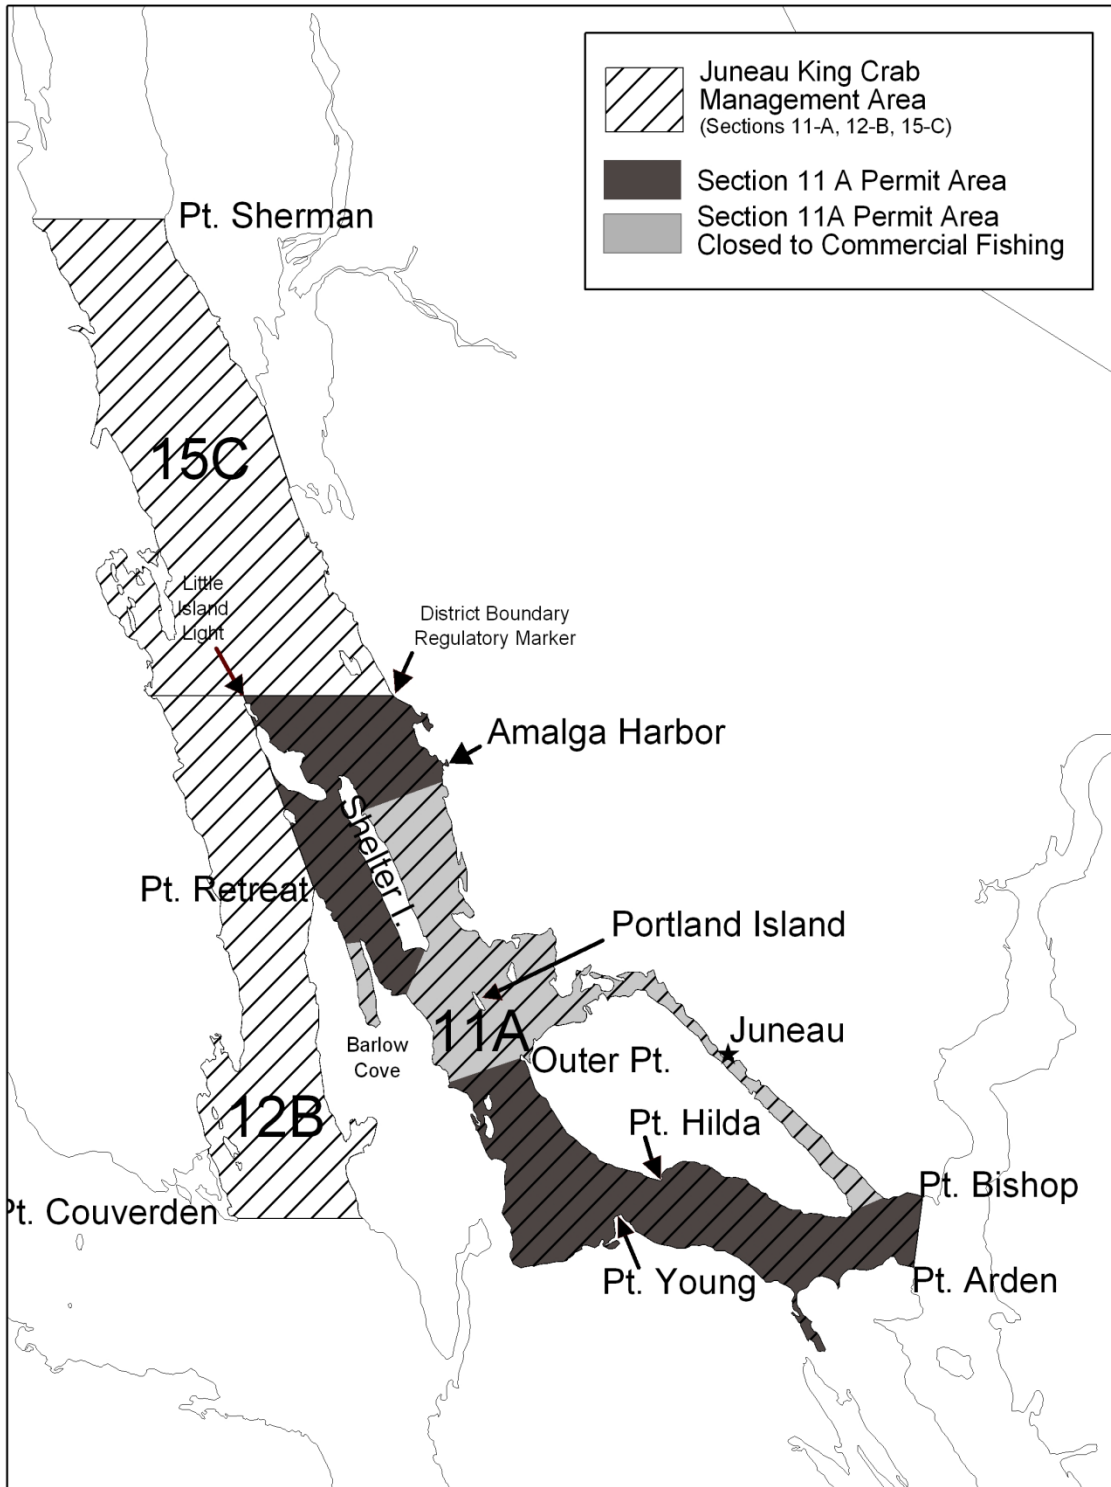 Juneau King Crab
Management Area
(Sections 11-A, 12-B, 15-C)
Section 11 A Permit Area
Section 11A Permit Area
Closed to Commercial Fishing
Pt. Sherman
15C
Little
Island
Light
District Boundary
Regulatory Marker
Amalga Harbor
Shelter I.
Pt. Retreat
Portland Island
11A
Juneau
Barlow
Cove
Outer Pt.
12B
Pt. Hilda
Pt. Bishop
Pt. Couverden
Pt. Young
Pt. Arden